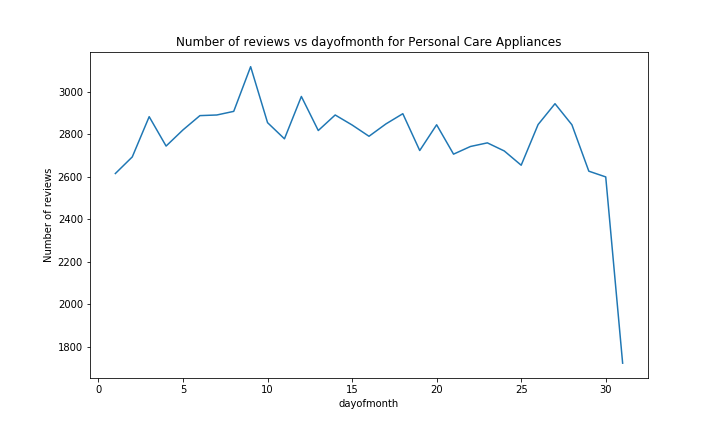 Number of reviews vs dayofmonth for Personal Care Appliances
Number of reviews
3000
2800
2600
2400
2200
2000
1800
0 5 10 15 20 25 30
dayofmonth